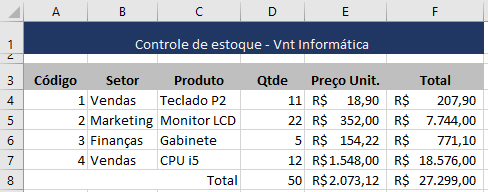 A B C D E F
1 Controle de estoque - Vnt Informática
2
3 Código Setor Produto Qtde Preço Unit. Total
4 1 Vendas Teclado P2 11 R$ 18,90 R$ 207,90
5 2 Marketing Monitor LCD 22 R$ 352,00 R$ 7.744,00
6 3 Finanças Gabinete 5 R$ 154,22 R$ 771,10
7 4 Vendas CPU i5 12 R$1.548,00 R$ 18.576,00
8 Total 50 R$2.073,12 R$ 27.299,00